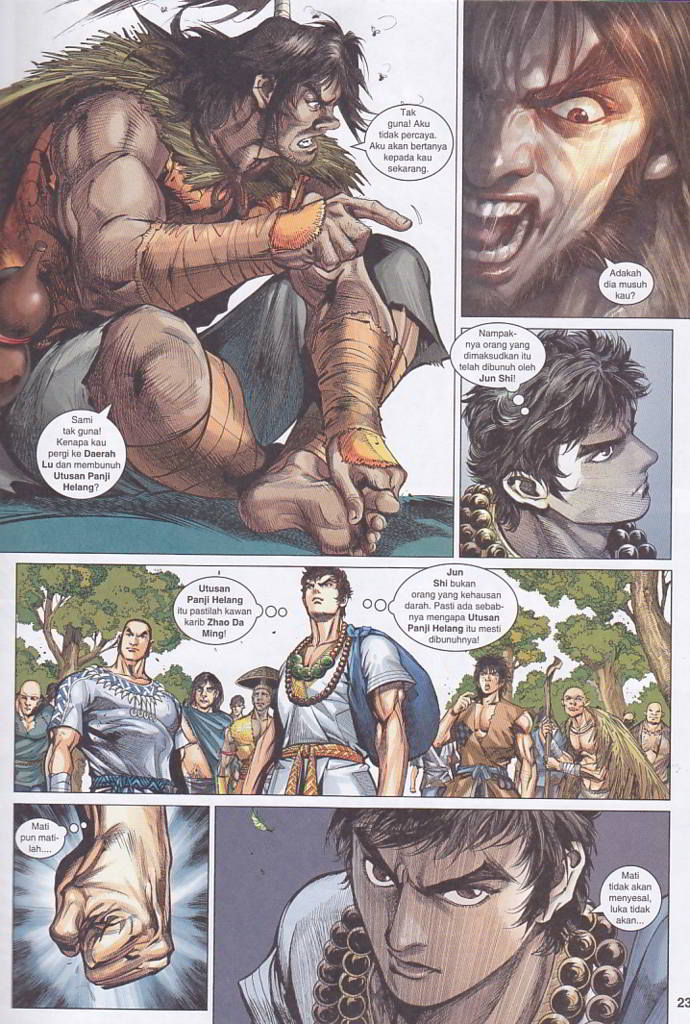 Tak
guna! Aku
tidak percaya.
Aku akan bertanya
kepada kau
sekarang.
Sami
tak guna!
Kenapa kau
pergi ke Daerah
Lu dan membunuh
Utusan Panji
Helang?
Adakah
dia musuh
kau?
Nampak-
nya orang yang
dimaksudkan itu
telah dibunuh oleh
Jun Shi!
Utusan
Panji Helang
itu pastilah kawan
karib Zhao Da
Ming!
Jun
Shi bukan
orang yang kehausan
darah. Pasti ada sebab-
nya mengapa Utusan
Panji Helang itu mesti
dibunuhnya!
Mati
pun mati-
lah....
Mati
tidak akan
menyesal,
luka tidak
akan...
23